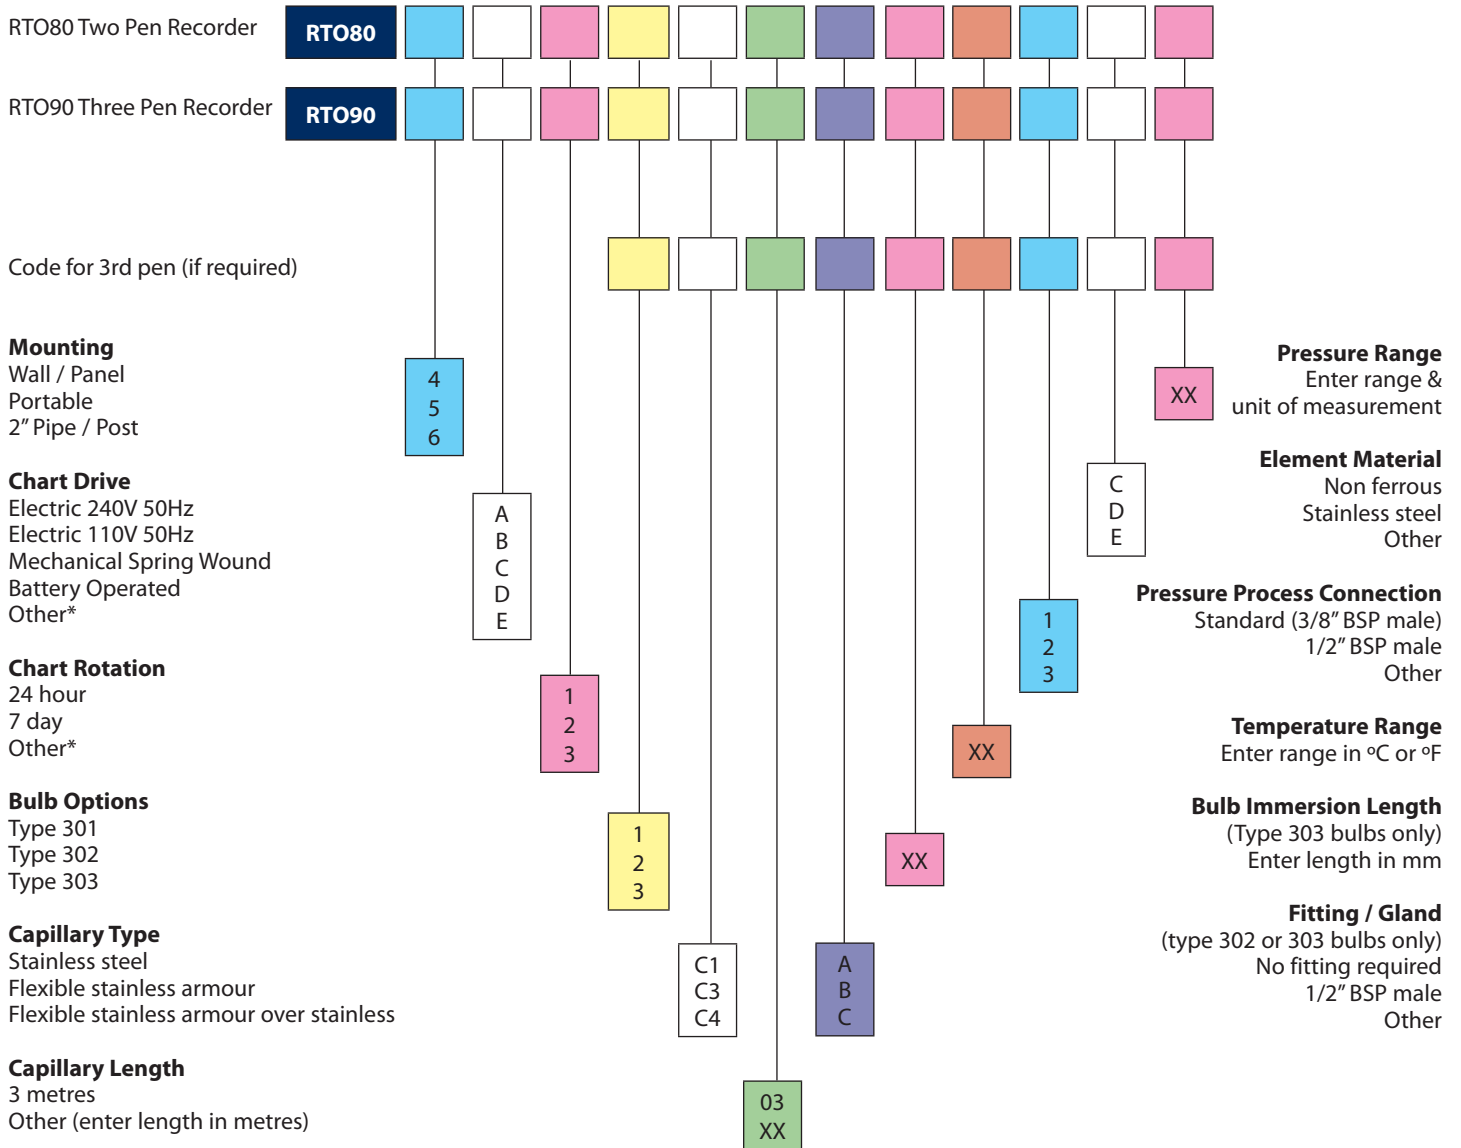 RTO80 Two Pen Recorder
RTO80
RTO90 Three Pen Recorder
RTO90
Code for 3rd pen (if required)
Mounting
Wall / Panel
Portable
2” Pipe / Post
4
5
6
Chart Drive
Electric 240V 50Hz
Electric 110V 50Hz
Mechanical Spring Wound
Battery Operated
Other*
A
B
C
D
E
Chart Rotation
24 hour
7 day
Other*
1
2
3
Bulb Options
Type 301
Type 302
Type 303
1
2
3
Capillary Type
Stainless steel
Flexible stainless armour
Flexible stainless armour over stainless
C1
C3
C4
Capillary Length
3 metres
Other (enter length in metres)
03
XX
Pressure Range
Enter range &
unit of measurement
XX
Element Material
Non ferrous
Stainless steel
Other
C
D
E
Pressure Process Connection
Standard (3/8” BSP male)
1/2” BSP male
Other
1
2
3
Temperature Range
Enter range in ºC or ºF
XX
Bulb Immersion Length
(Type 303 bulbs only)
Enter length in mm
XX
Fitting / Gland
(type 302 or 303 bulbs only)
No fitting required
1/2” BSP male
Other
A
B
C